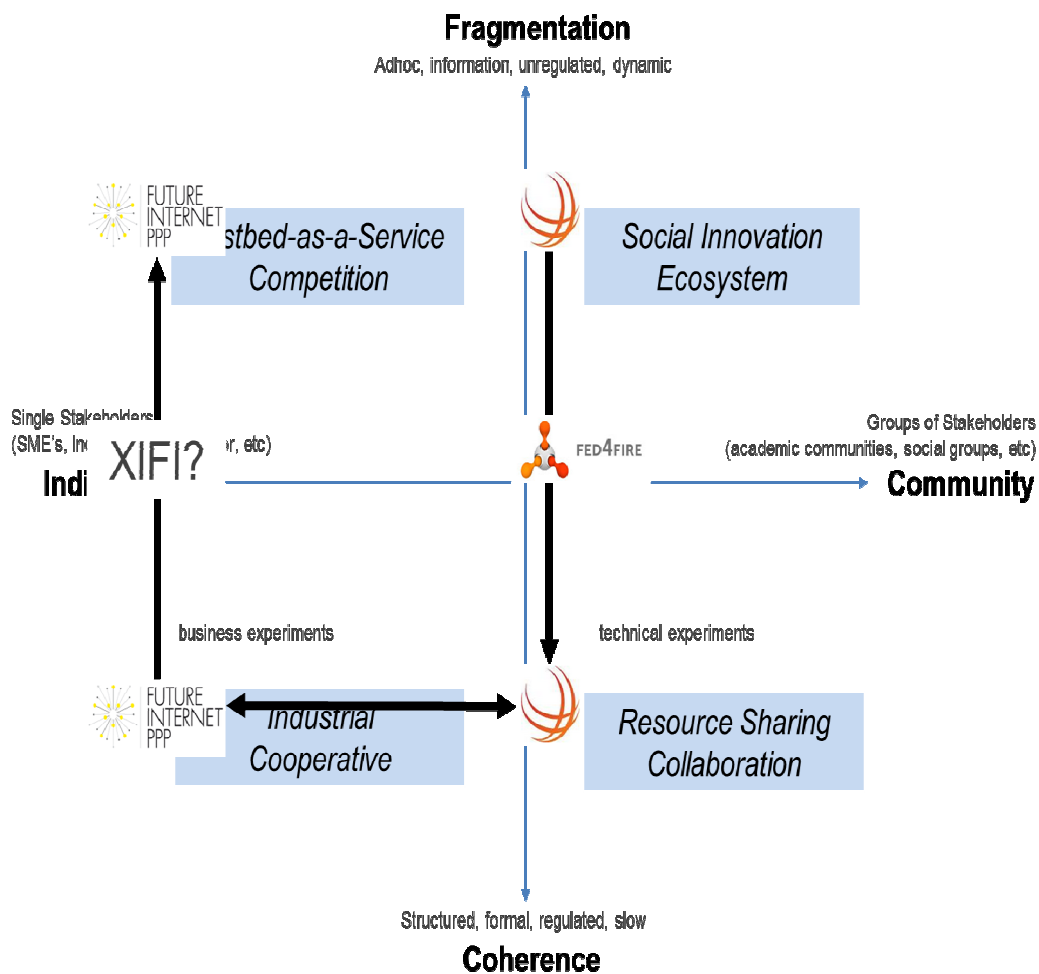 Fragmentation
Adhoc, information, unregulated, dynamic
FUTURE
INTERNET
PPP
stbed-as-a-Service
Competition
Social Innovation
Ecosystem
Single Stakeholders
(SME's, or, etc)
XIFI?
Groups of Stakeholders
(academic communities, social groups, etc)
FED4FIRE
Indi
Community
business experiments
technical experiments
FUTURE
INTERNET
PPP
Industrial
Cooperative
Resource Sharing
Collaboration
Structured, formal, regulated, slow
Coherence